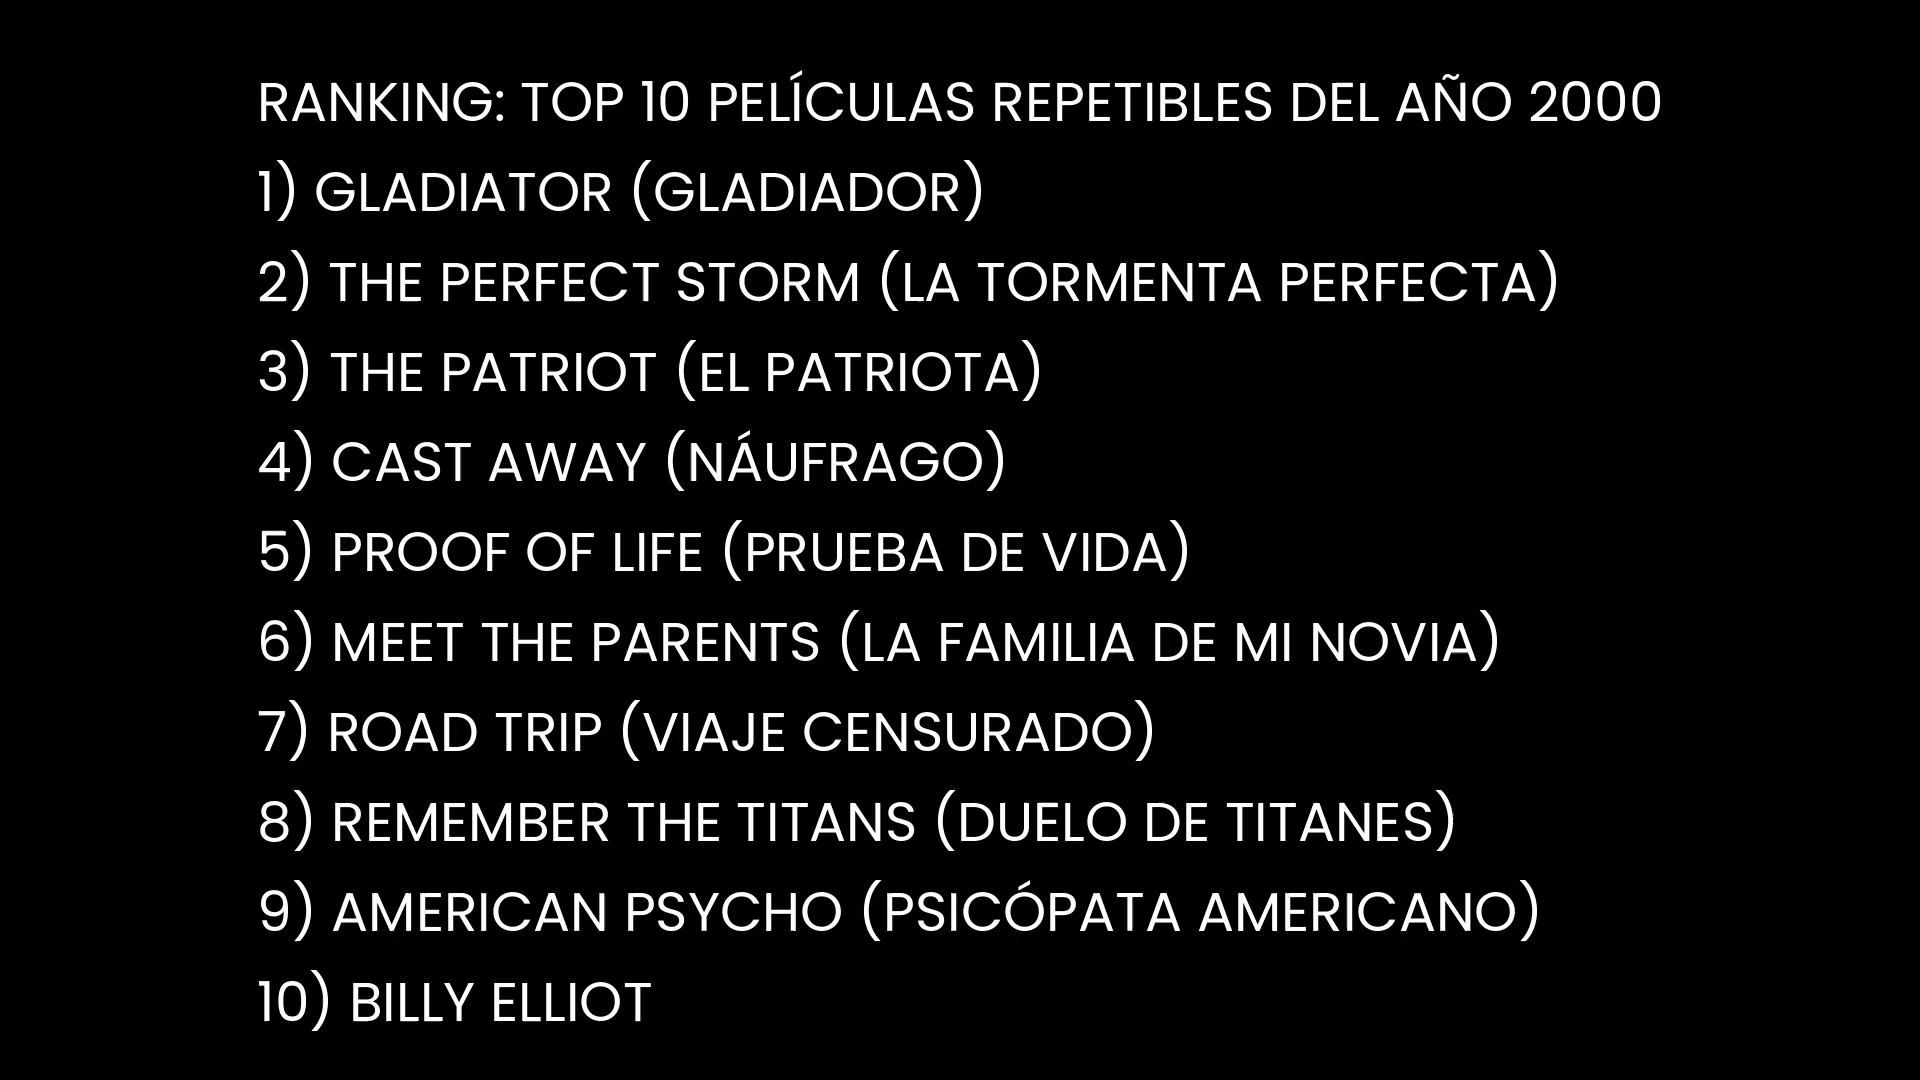 RANKING: TOP 10 PELÍCULAS REPETIBLES DEL AÑO 2000
1) GLADIATOR (GLADIADOR)
2) THE PERFECT STORM (LA TORMENTA PERFECTA)
3) THE PATRIOT (EL PATRIOTA)
4) CAST AWAY (NÁUFRAGO)
5) PROOF OF LIFE (PRUEBA DE VIDA)
6) MEET THE PARENTS (LA FAMILIA DE MI NOVIA)
7) ROAD TRIP (VIAJE CENSURADO)
8) REMEMBER THE TITANS (DUELO DE TITANES)
9) AMERICAN PSYCHO (PSICÓPATA AMERICANO)
10) BILLY ELLIOT